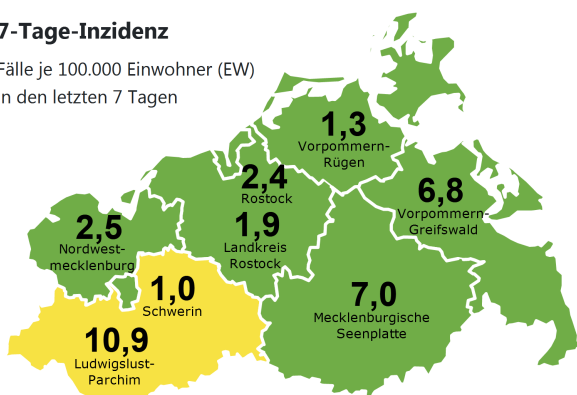 7-Tage-Inzidenz
Fälle je 100.000 Einwohner (EW)
in den letzten 7 Tagen
1,3
Vorpommern-
Rügen
2,4
Rostock
6,8
Vorpommern-
Greifswald
2,5
Nordwest-
mecklenburg
1,9
Landkreis
Rostock
1,0
Schwerin
7,0
Mecklenburgische
Seenplatte
10,9
Ludwigslust-
Parchim